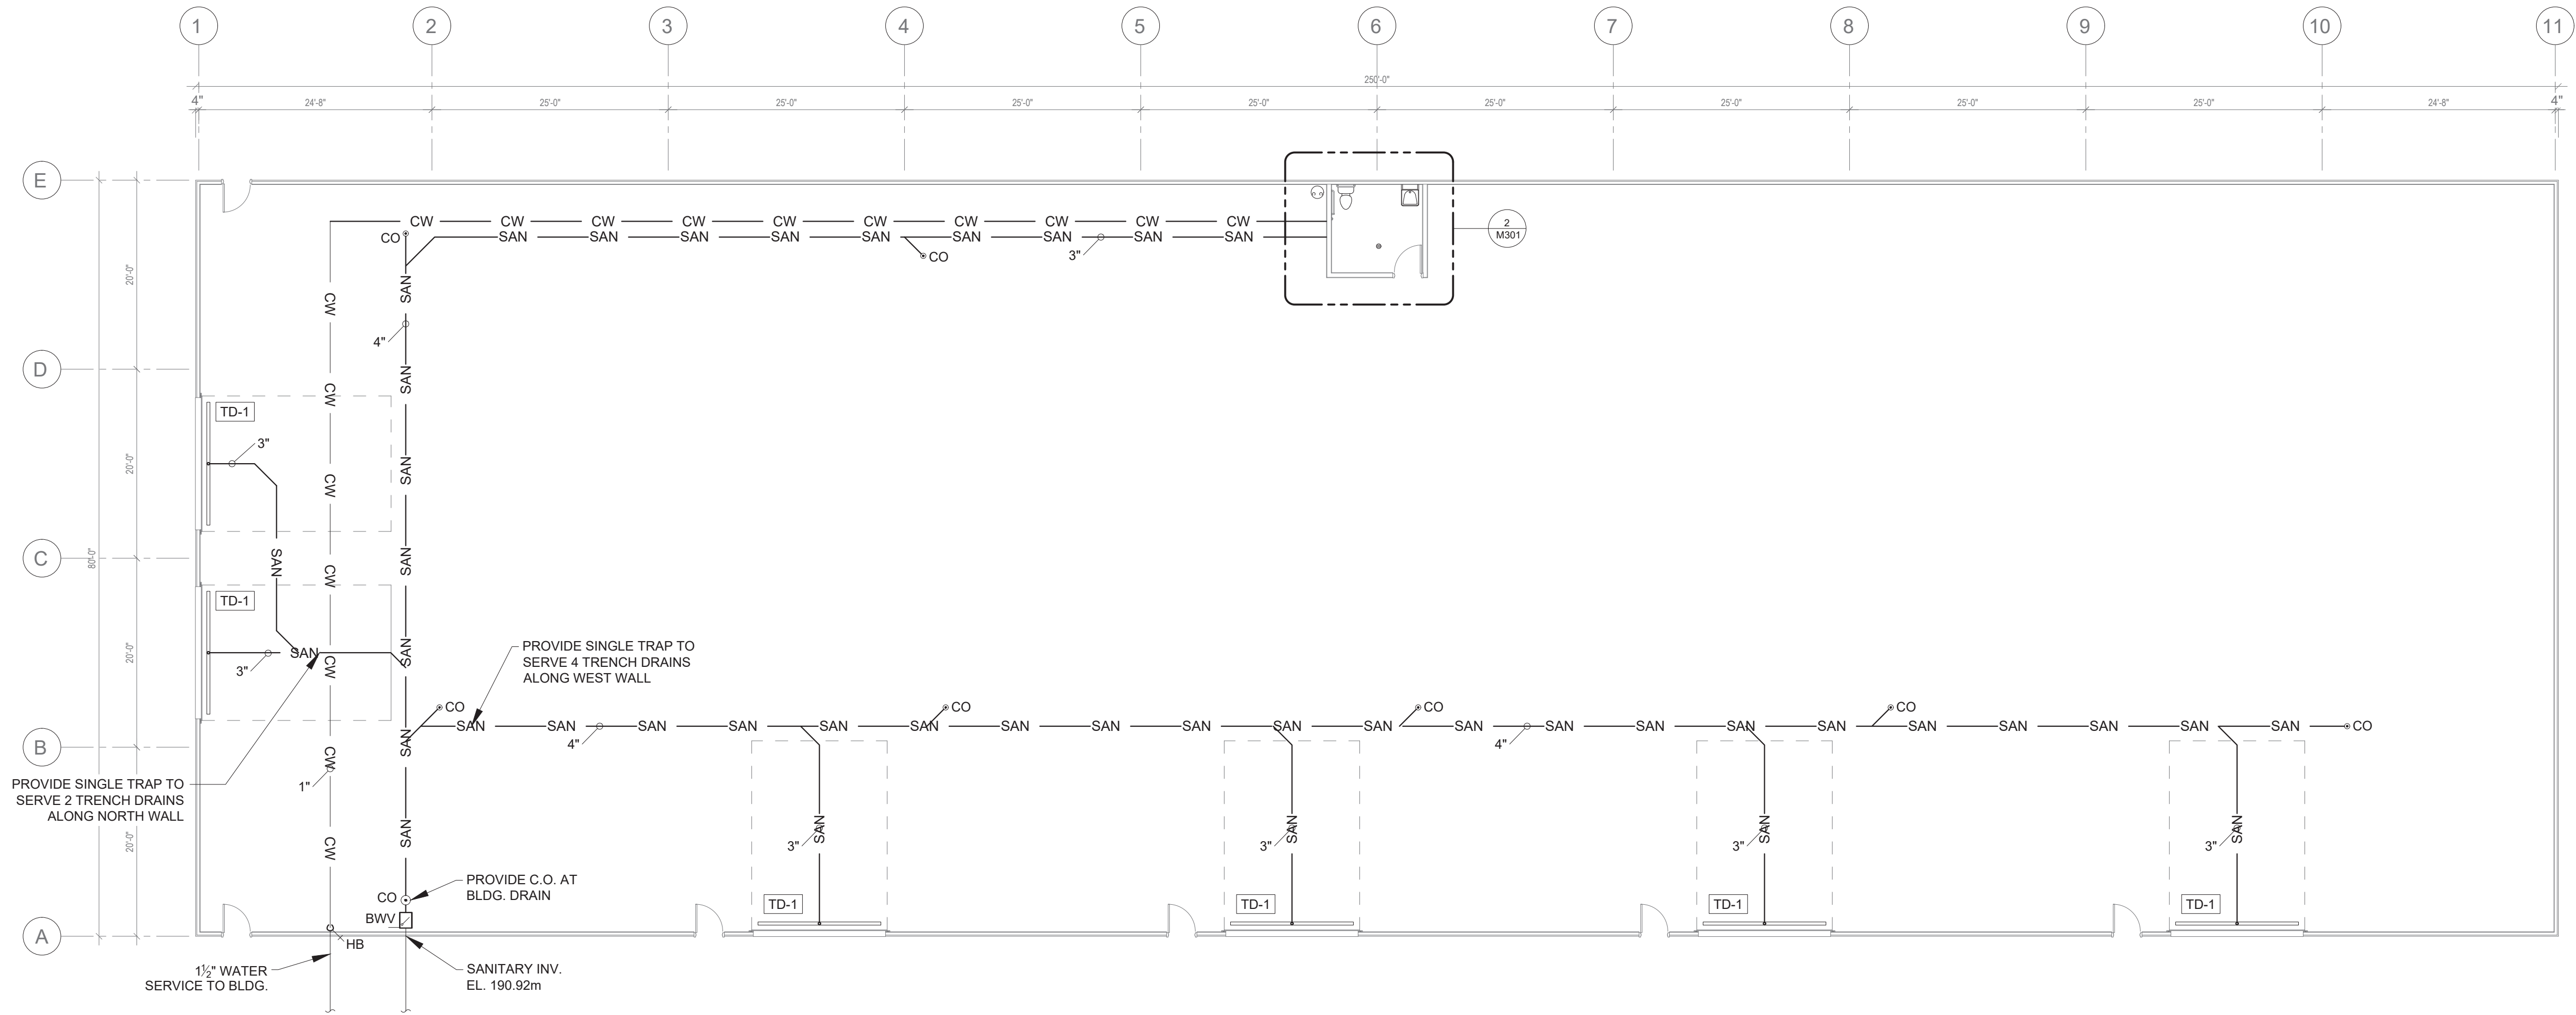 1 2 3 4 5 6 7 8 9 10 11
250'-0"
4" 24'-8" 25'-0" 25'-0" 25'-0" 25'-0" 25'-0" 25'-0" 25'-0" 25'-0" 24'-8" 4"
E
CW CW CW CW CW CW CW CW CW CW
2
M301
CO SAN SAN SAN SAN SAN SAN SAN SAN SAN
3"
CO
20'-0"
SAN
CW
4"
D
SAN
CW
TD-1
3"
20'-0"
SAN
CW
C
80'-0"
SAN
SAN
CW
TD-1
PROVIDE SINGLE TRAP TO
SERVE 4 TRENCH DRAINS
ALONG WEST WALL
20'-0"
SAN
SAN
CW
3"
CO CO CO CO
SAN SAN SAN SAN SAN SAN SAN SAN SAN SAN SAN SAN SAN SAN SAN SAN SAN SAN SAN SAN SAN CO
4" 4"
B
SAN
CW
1"
PROVIDE SINGLE TRAP TO
SERVE 2 TRENCH DRAINS
ALONG NORTH WALL
20'-0"
CW
SAN
SAN SAN SAN SAN
3" 3" 3" 3"
PROVIDE C.O. AT
BLDG. DRAIN
CO
TD-1 TD-1 TD-1 TD-1
BWV
A
HB
1½" WATER
SERVICE TO BLDG.
SANITARY INV.
EL. 190.92m